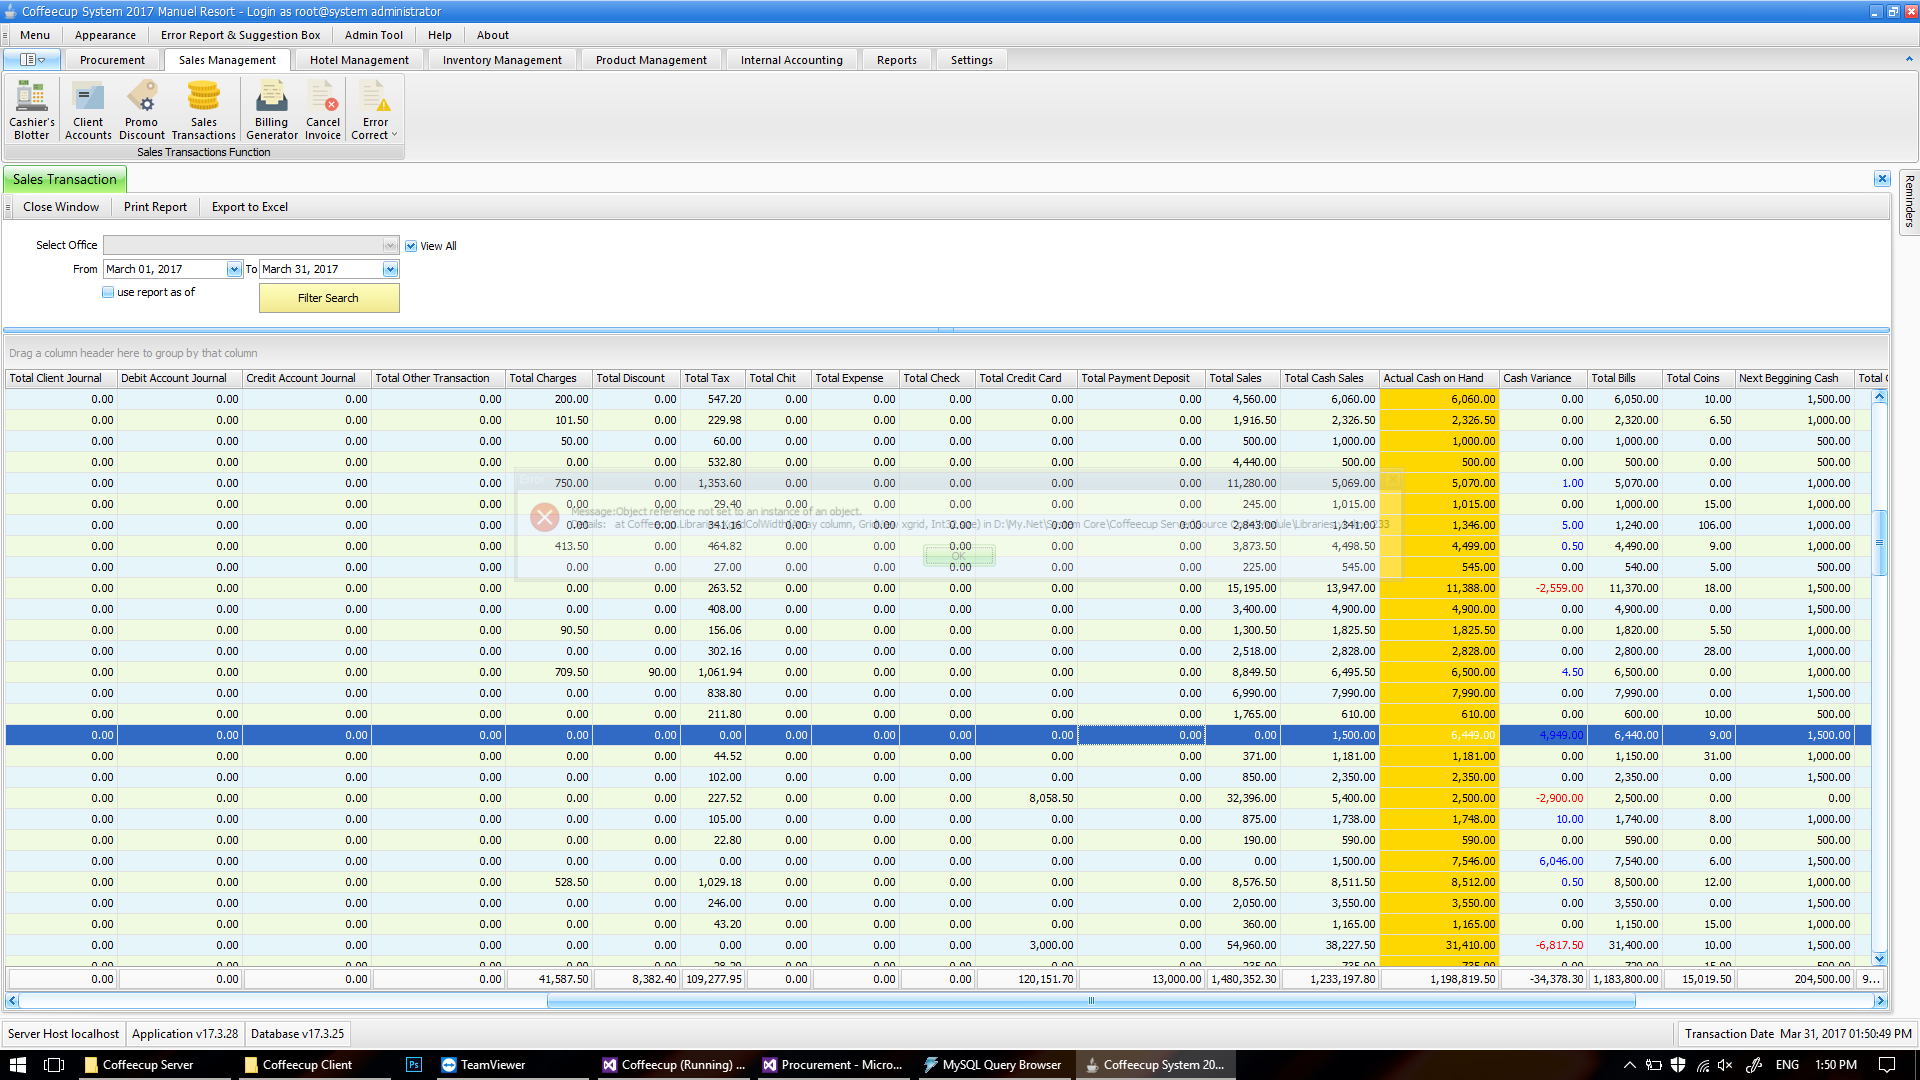 Coffeecup System 2017 Manuel Resort - Login as root@system administrator
Menu Appearance Error Report & Suggestion Box Admin Tool Help About
Procurement Sales Management Hotel Management Inventory Management Product Management Internal Accounting Reports Settings
Cashier's Blotter Client Accounts Promo Discount Sales Transactions Billing Generator Cancel Invoice Error Correct
Sales Transactions Function
Sales Transaction
Reminders
Close Window Print Report Export to Excel
Select Office View All
From March 01, 2017 To March 31, 2017
use report as of Filter Search
Drag a column header here to group by that column
Total Client Journal Debit Account Journal Credit Account Journal Total Other Transaction Total Charges Total Discount Total Tax Total Chit Total Expense Total Check Total Credit Card Total Payment Deposit Total Sales Total Cash Sales Actual Cash on Hand Cash Variance Total Bills Total Coins Next Beggining Cash Total
0.00 0.00 0.00 0.00 200.00 0.00 547.20 0.00 0.00 0.00 0.00 0.00 4,560.00 6,060.00 6,060.00 0.00 6,050.00 10.00 1,500.00
0.00 0.00 0.00 0.00 101.50 0.00 229.98 0.00 0.00 0.00 0.00 0.00 1,916.50 2,326.50 2,326.50 0.00 2,320.00 6.50 1,000.00
0.00 0.00 0.00 0.00 50.00 0.00 60.00 0.00 0.00 0.00 0.00 0.00 500.00 1,000.00 1,000.00 0.00 1,000.00 0.00 500.00
0.00 0.00 0.00 0.00 0.00 0.00 532.80 0.00 0.00 0.00 0.00 0.00 4,440.00 500.00 500.00 0.00 500.00 0.00 500.00
0.00 0.00 0.00 0.00 750.00 0.00 1,353.60 0.00 0.00 0.00 0.00 0.00 11,280.00 5,069.00 5,070.00 1.00 5,070.00 0.00 1,000.00
0.00 0.00 0.00 0.00 0.00 0.00 29.40 0.00 0.00 0.00 0.00 0.00 245.00 1,015.00 1,015.00 0.00 1,000.00 15.00 1,000.00
Message:Object reference not set to an instance of an object.
0.00 0.00 0.00 0.00 0.00 0.00 341.16 0.00 0.00 0.00 0.00 0.00 2,843.00 1,341.00 1,346.00 5.00 1,240.00 106.00 1,000.00
Details: at Coffeecup.Libraries.XgridColWidth(Array column, GridView xgrid, Int32 size) in D:\My.Net\System Core\Coffeecup Server\Source Code\Module\Libraries.vb:line 233
0.00 0.00 0.00 0.00 413.50 0.00 464.82 0.00 0.00 0.00 0.00 0.00 3,873.50 4,498.50 4,499.00 0.50 4,490.00 9.00 1,000.00
OK
0.00 0.00 0.00 0.00 0.00 0.00 27.00 0.00 0.00 0.00 0.00 0.00 225.00 545.00 545.00 0.00 540.00 5.00 500.00
0.00 0.00 0.00 0.00 0.00 0.00 263.52 0.00 0.00 0.00 0.00 0.00 15,195.00 13,947.00 11,388.00 -2,559.00 11,370.00 18.00 1,500.00
0.00 0.00 0.00 0.00 0.00 0.00 408.00 0.00 0.00 0.00 0.00 0.00 3,400.00 4,900.00 4,900.00 0.00 4,900.00 0.00 1,500.00
0.00 0.00 0.00 0.00 90.50 0.00 156.06 0.00 0.00 0.00 0.00 0.00 1,300.50 1,825.50 1,825.50 0.00 1,820.00 5.50 1,000.00
0.00 0.00 0.00 0.00 0.00 0.00 302.16 0.00 0.00 0.00 0.00 0.00 2,518.00 2,828.00 2,828.00 0.00 2,800.00 28.00 1,000.00
0.00 0.00 0.00 0.00 709.50 90.00 1,061.94 0.00 0.00 0.00 0.00 0.00 8,849.50 6,495.50 6,500.00 4.50 6,500.00 0.00 1,000.00
0.00 0.00 0.00 0.00 0.00 0.00 838.80 0.00 0.00 0.00 0.00 0.00 6,990.00 7,990.00 7,990.00 0.00 7,990.00 0.00 1,500.00
0.00 0.00 0.00 0.00 0.00 0.00 211.80 0.00 0.00 0.00 0.00 0.00 1,765.00 610.00 610.00 0.00 600.00 10.00 500.00
0.00 0.00 0.00 0.00 0.00 0.00 0.00 0.00 0.00 0.00 0.00 0.00 0.00 1,500.00 6,449.00 4,949.00 6,440.00 9.00 1,500.00
0.00 0.00 0.00 0.00 0.00 0.00 44.52 0.00 0.00 0.00 0.00 0.00 371.00 1,181.00 1,181.00 0.00 1,150.00 31.00 1,000.00
0.00 0.00 0.00 0.00 0.00 0.00 102.00 0.00 0.00 0.00 0.00 0.00 850.00 2,350.00 2,350.00 0.00 2,350.00 0.00 1,500.00
0.00 0.00 0.00 0.00 0.00 0.00 227.52 0.00 0.00 0.00 8,058.50 0.00 32,396.00 5,400.00 2,500.00 -2,900.00 2,500.00 0.00 0.00
0.00 0.00 0.00 0.00 0.00 0.00 105.00 0.00 0.00 0.00 0.00 0.00 875.00 1,738.00 1,748.00 10.00 1,740.00 8.00 1,000.00
0.00 0.00 0.00 0.00 0.00 0.00 22.80 0.00 0.00 0.00 0.00 0.00 190.00 590.00 590.00 0.00 590.00 0.00 500.00
0.00 0.00 0.00 0.00 0.00 0.00 0.00 0.00 0.00 0.00 0.00 0.00 0.00 1,500.00 7,546.00 6,046.00 7,540.00 6.00 1,500.00
0.00 0.00 0.00 0.00 528.50 0.00 1,029.18 0.00 0.00 0.00 0.00 0.00 8,576.50 8,511.50 8,512.00 0.50 8,500.00 12.00 1,000.00
0.00 0.00 0.00 0.00 0.00 0.00 246.00 0.00 0.00 0.00 0.00 0.00 2,050.00 3,550.00 3,550.00 0.00 3,550.00 0.00 1,500.00
0.00 0.00 0.00 0.00 0.00 0.00 43.20 0.00 0.00 0.00 0.00 0.00 360.00 1,165.00 1,165.00 0.00 1,150.00 15.00 1,000.00
0.00 0.00 0.00 0.00 0.00 0.00 0.00 0.00 0.00 0.00 3,000.00 0.00 54,960.00 38,227.50 31,410.00 -6,817.50 31,400.00 10.00 1,500.00
0.00 0.00 0.00 0.00 41,587.50 8,382.40 109,277.95 0.00 0.00 0.00 120,151.70 13,000.00 1,480,352.30 1,233,197.80 1,198,819.50 -34,378.30 1,183,800.00 15,019.50 204,500.00 9...
Server Host localhost Application v17.3.28 Database v17.3.25 Transaction Date Mar 31, 2017 01:50:49 PM
Coffeecup Server Coffeecup Client Ps TeamViewer Coffeecup (Running) ... Procurement - Micro... MySQL Query Browser Coffeecup System 20... ENG 1:50 PM